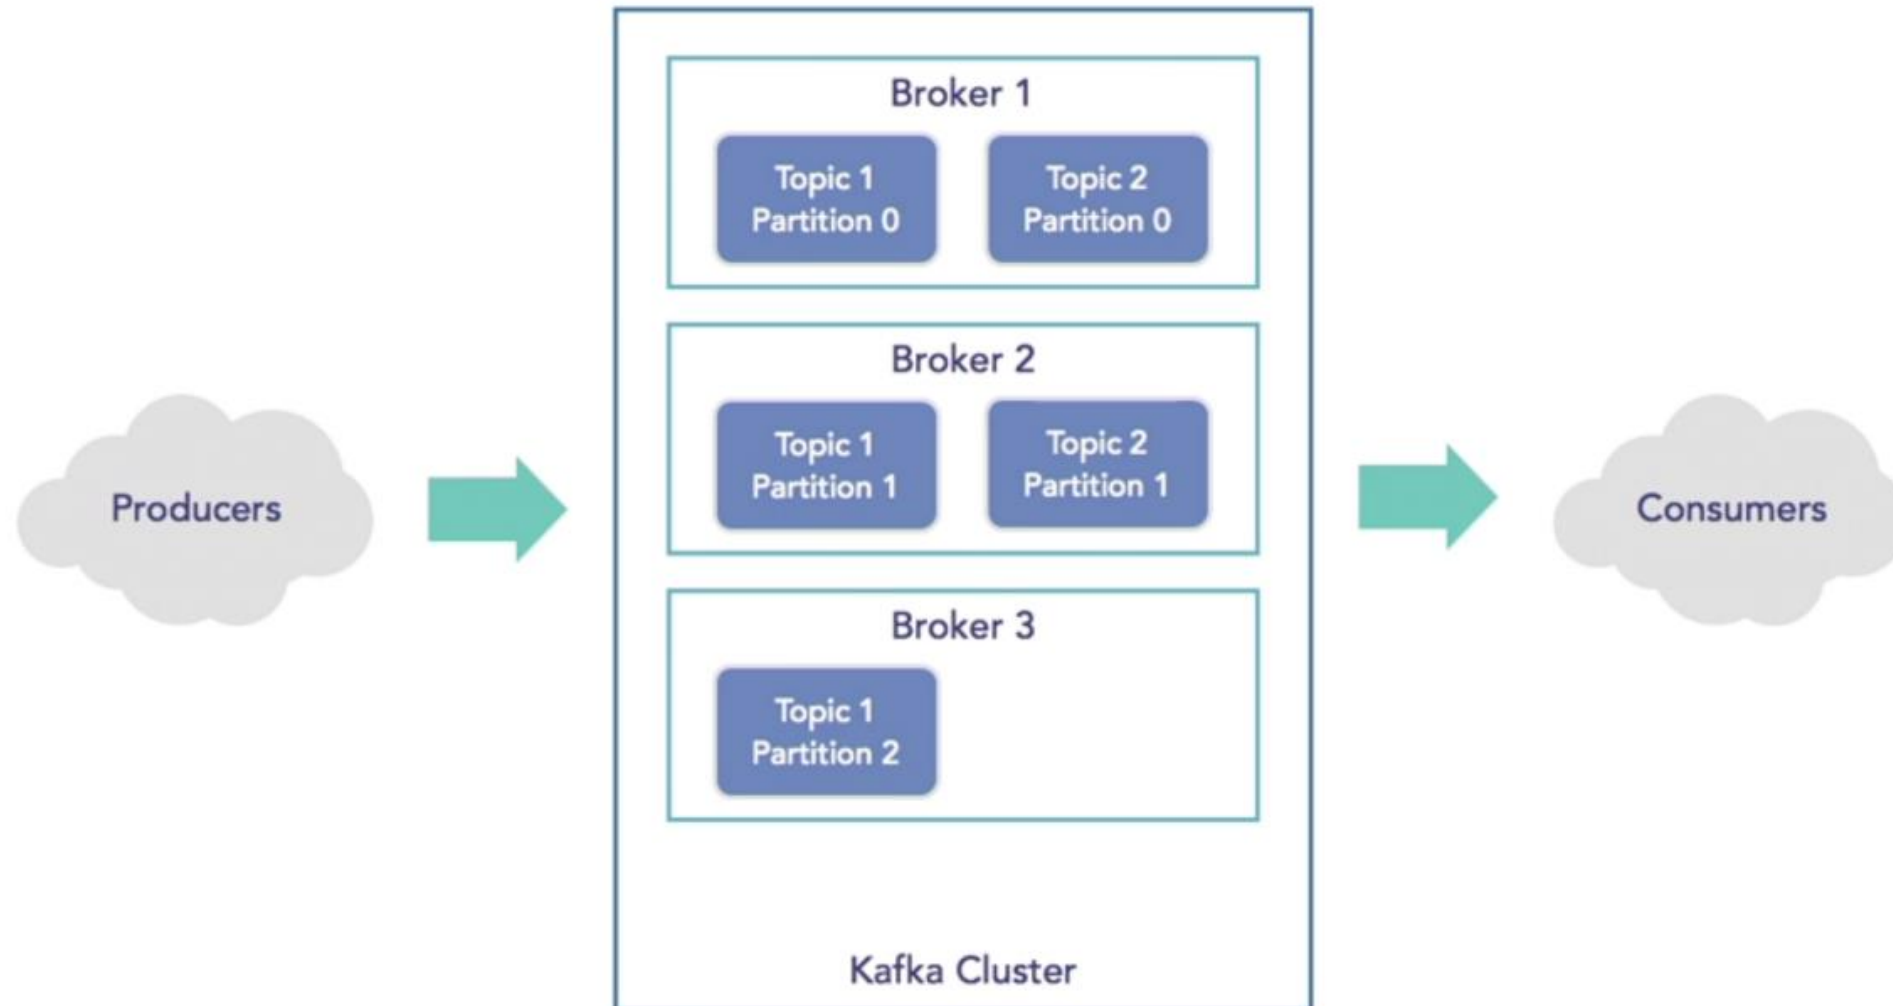 Broker 1
Topic 1
Partition 0
Topic 2
Partition 0
Broker 2
Topic 1
Partition 1
Topic 2
Partition 1
Producers
Consumers
Broker 3
Topic 1
Partition 2
Kafka Cluster